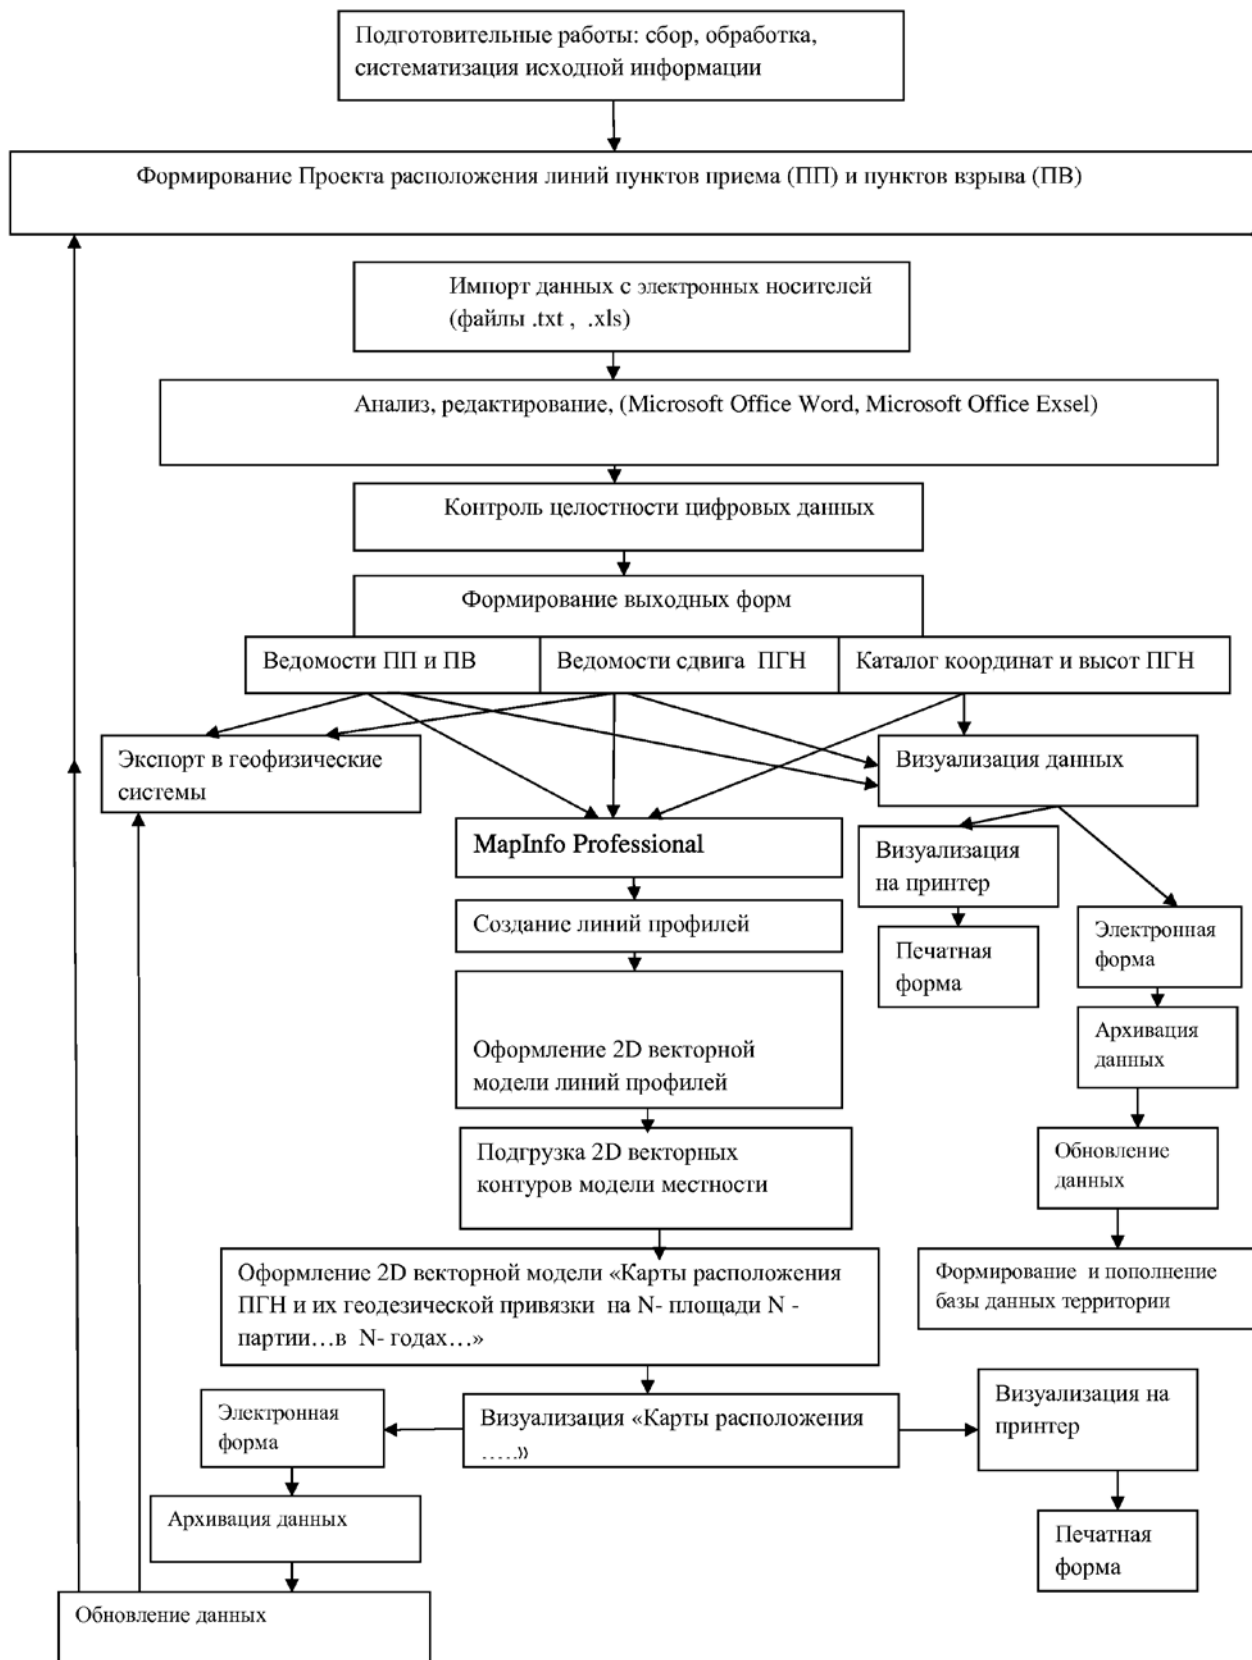 Подготовительные работы: сбор, обработка,
систематизация исходной информации
Формирование Проекта расположения линий пунктов приема (ПП) и пунктов взрыва (ПВ)
Импорт данных с электронных носителей
(файлы .txt , .xls)
Анализ, редактирование, (Microsoft Office Word, Microsoft Office Exsel)
Контроль целостности цифровых данных
Формирование выходных форм
Ведомости ПП и ПВ
Ведомости сдвига ПГН
Каталог координат и высот ПГН
Экспорт в геофизические
системы
Визуализация данных
MapInfo Professional
Визуализация
на принтер
Создание линий профилей
Печатная
форма
Электронная
форма
Оформление 2D векторной
модели линий профилей
Архивация
данных
Подгрузка 2D векторных
контуров модели местности
Обновление
данных
Оформление 2D векторной модели «Карты расположения
ПГН и их геодезической привязки на N- площади N -
партии…в N- годах…»
Формирование и пополнение
базы данных территории
Электронная
форма
Визуализация «Карты расположения
…..»
Визуализация на
принтер
Архивация данных
Печатная
форма
Обновление данных